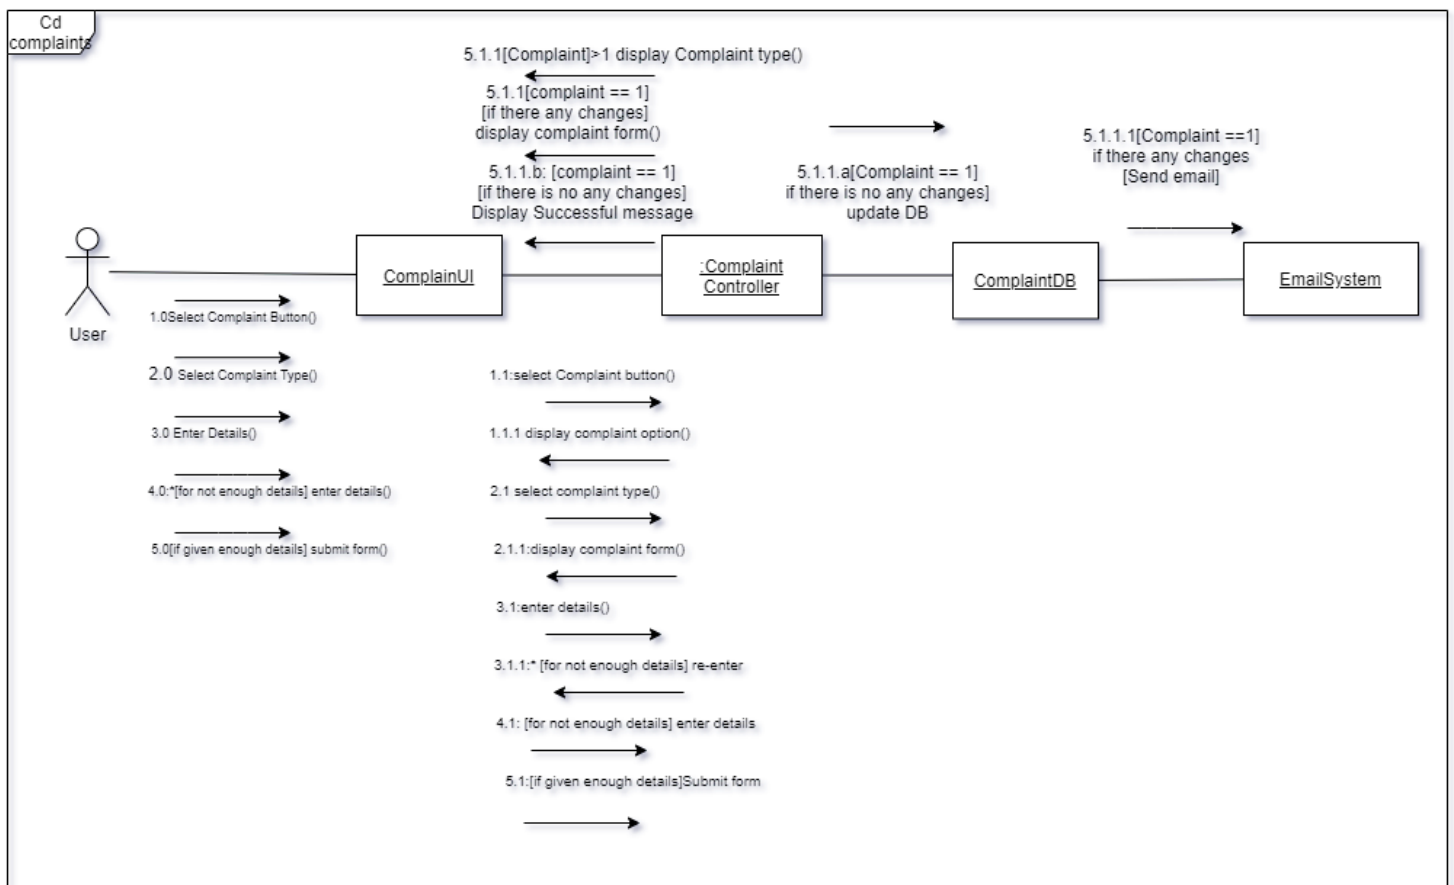 Cd
complaints
5.1.1[Complaint]>1 display Complaint type()
5.1.1[complaint == 1]
[if there any changes]
display complaint form()
5.1.1.b: [complaint == 1]
[if there is no any changes]
Display Successful message
5.1.1.a[Complaint == 1]
if there is no any changes]
update DB
5.1.1.1[Complaint ==1]
if there any changes
[Send email]
User
ComplainUI
:Complaint
Controller
ComplaintDB
EmailSystem
1.0Select Complaint Button()
2.0 Select Complaint Type()
3.0 Enter Details()
4.0:*[for not enough details] enter details()
5.0[if given enough details] submit form()
1.1:select Complaint button()
1.1.1 display complaint option()
2.1 select complaint type()
2.1.1:display complaint form()
3.1:enter details()
3.1.1:* [for not enough details] re-enter
4.1: [for not enough details] enter details
5.1:[if given enough details]Submit form